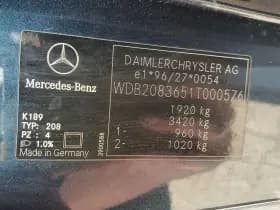 DAIMLERCHRYSLER AG
e1*96/27*0054
WDB2083651T000576
1920 kg
3420 kg
1- 960 kg
2- 1020 kg
Mercedes-Benz
K189
TYP: 208
PZ : 4
1.0%
Made in Germany